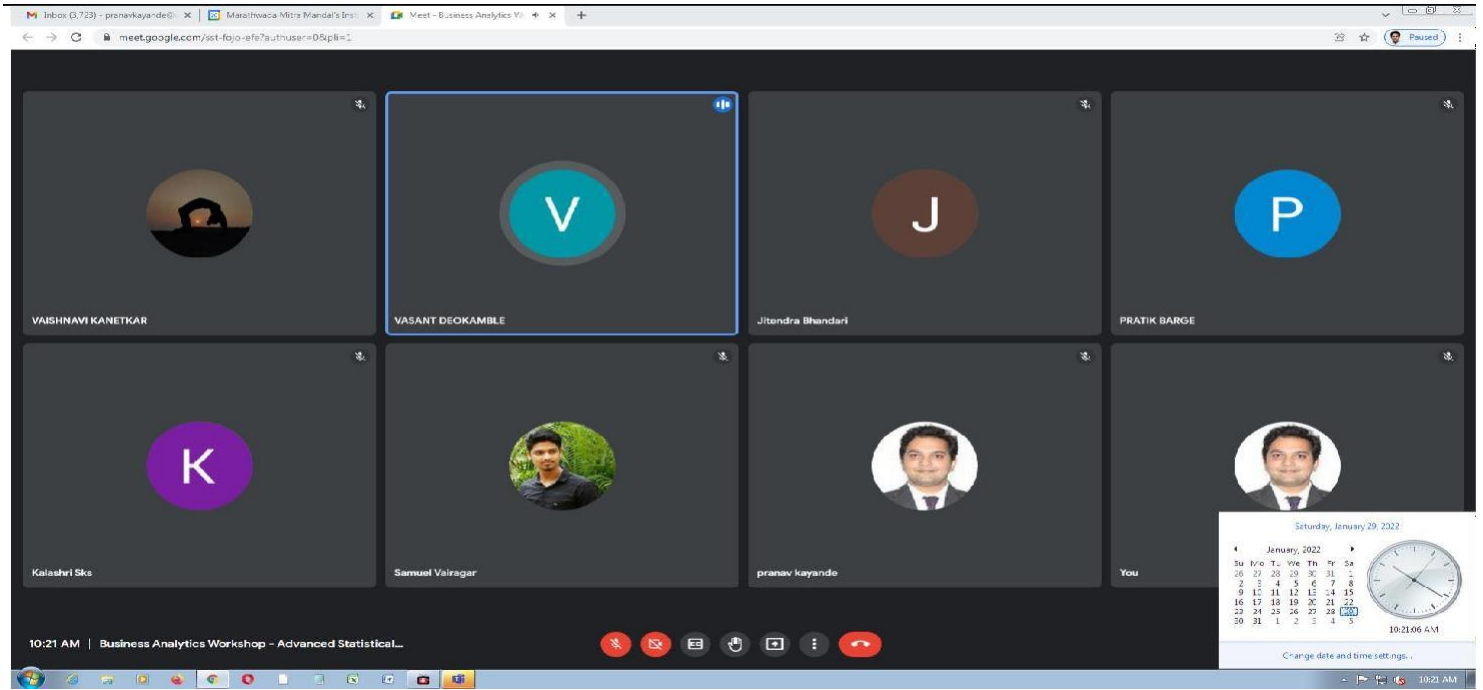 Inbox (3,723) - pranavkayande@
Marathwada Mitra Mandal's Inst
Meet - Business Analytics
meet.google.com/sst-fojo-efe?authuser=0&pli=1
Paused
VAISHNAVI KANETKAR
V
VASANT DEOKAMBLE
J
Jitendra Bhandari
P
PRATIK BARGE
K
Kalashri Sks
Samuel Vairagar
pranav kayande
You
Saturday, January 29, 2022
January, 2022
Su Mo Tu We Th Fr Sa
26 27 28 29 30 31 1
2 3 4 5 6 7 8
9 10 11 12 13 14 15
16 17 18 19 20 21 22
23 24 25 26 27 28 29
30 31 1 2 3 4 5
10:21:06 AM
Change date and time settings...
10:21 AM | Business Analytics Workshop - Advanced Statistical...
10:21 AM